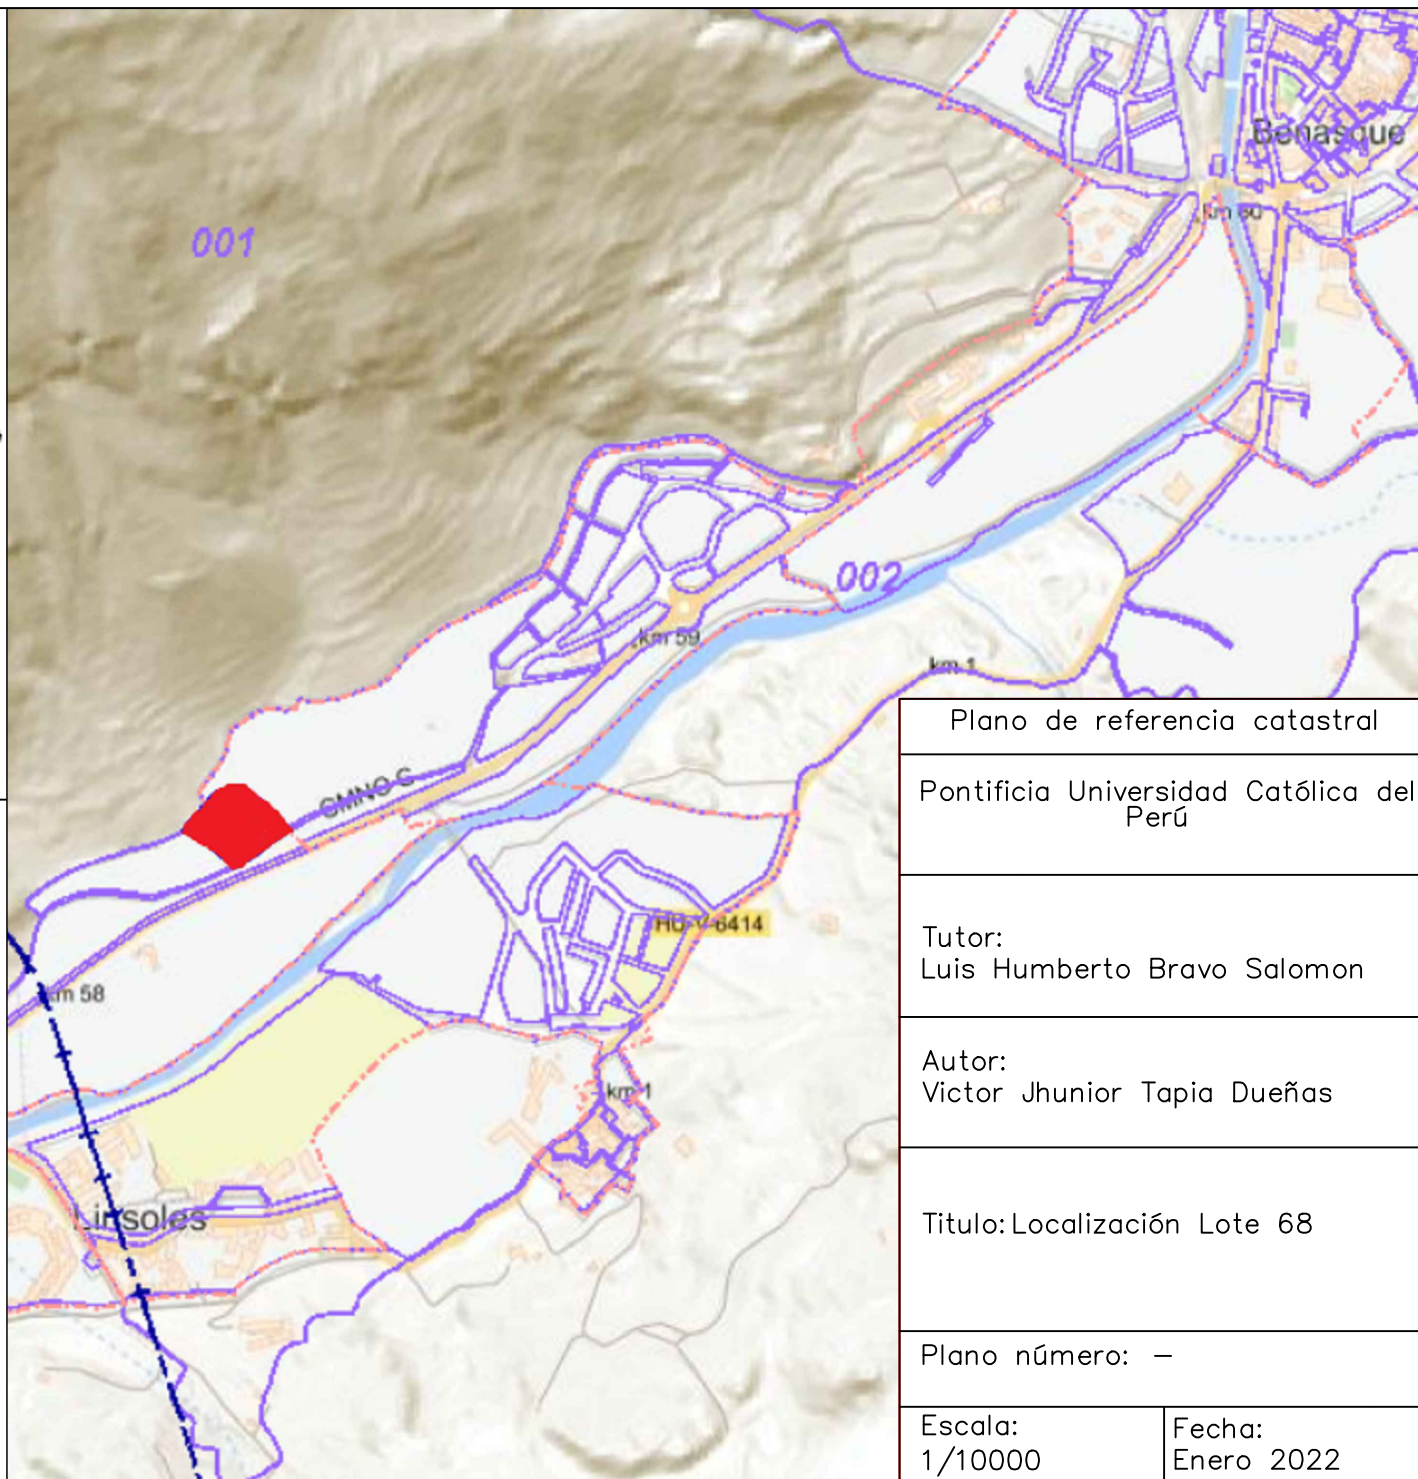 Benasque
km 60
001
002
km 59
km 1
CMNO C
HU-V-6414
km 58
km 1
Linsoles
Plano de referencia catastral
Pontificia Universidad Católica del
Perú
Tutor:
Luis Humberto Bravo Salomon
Autor:
Victor Jhunior Tapia Dueñas
Titulo: Localización Lote 68
Plano número: –
Escala:
1/10000
Fecha:
Enero 2022